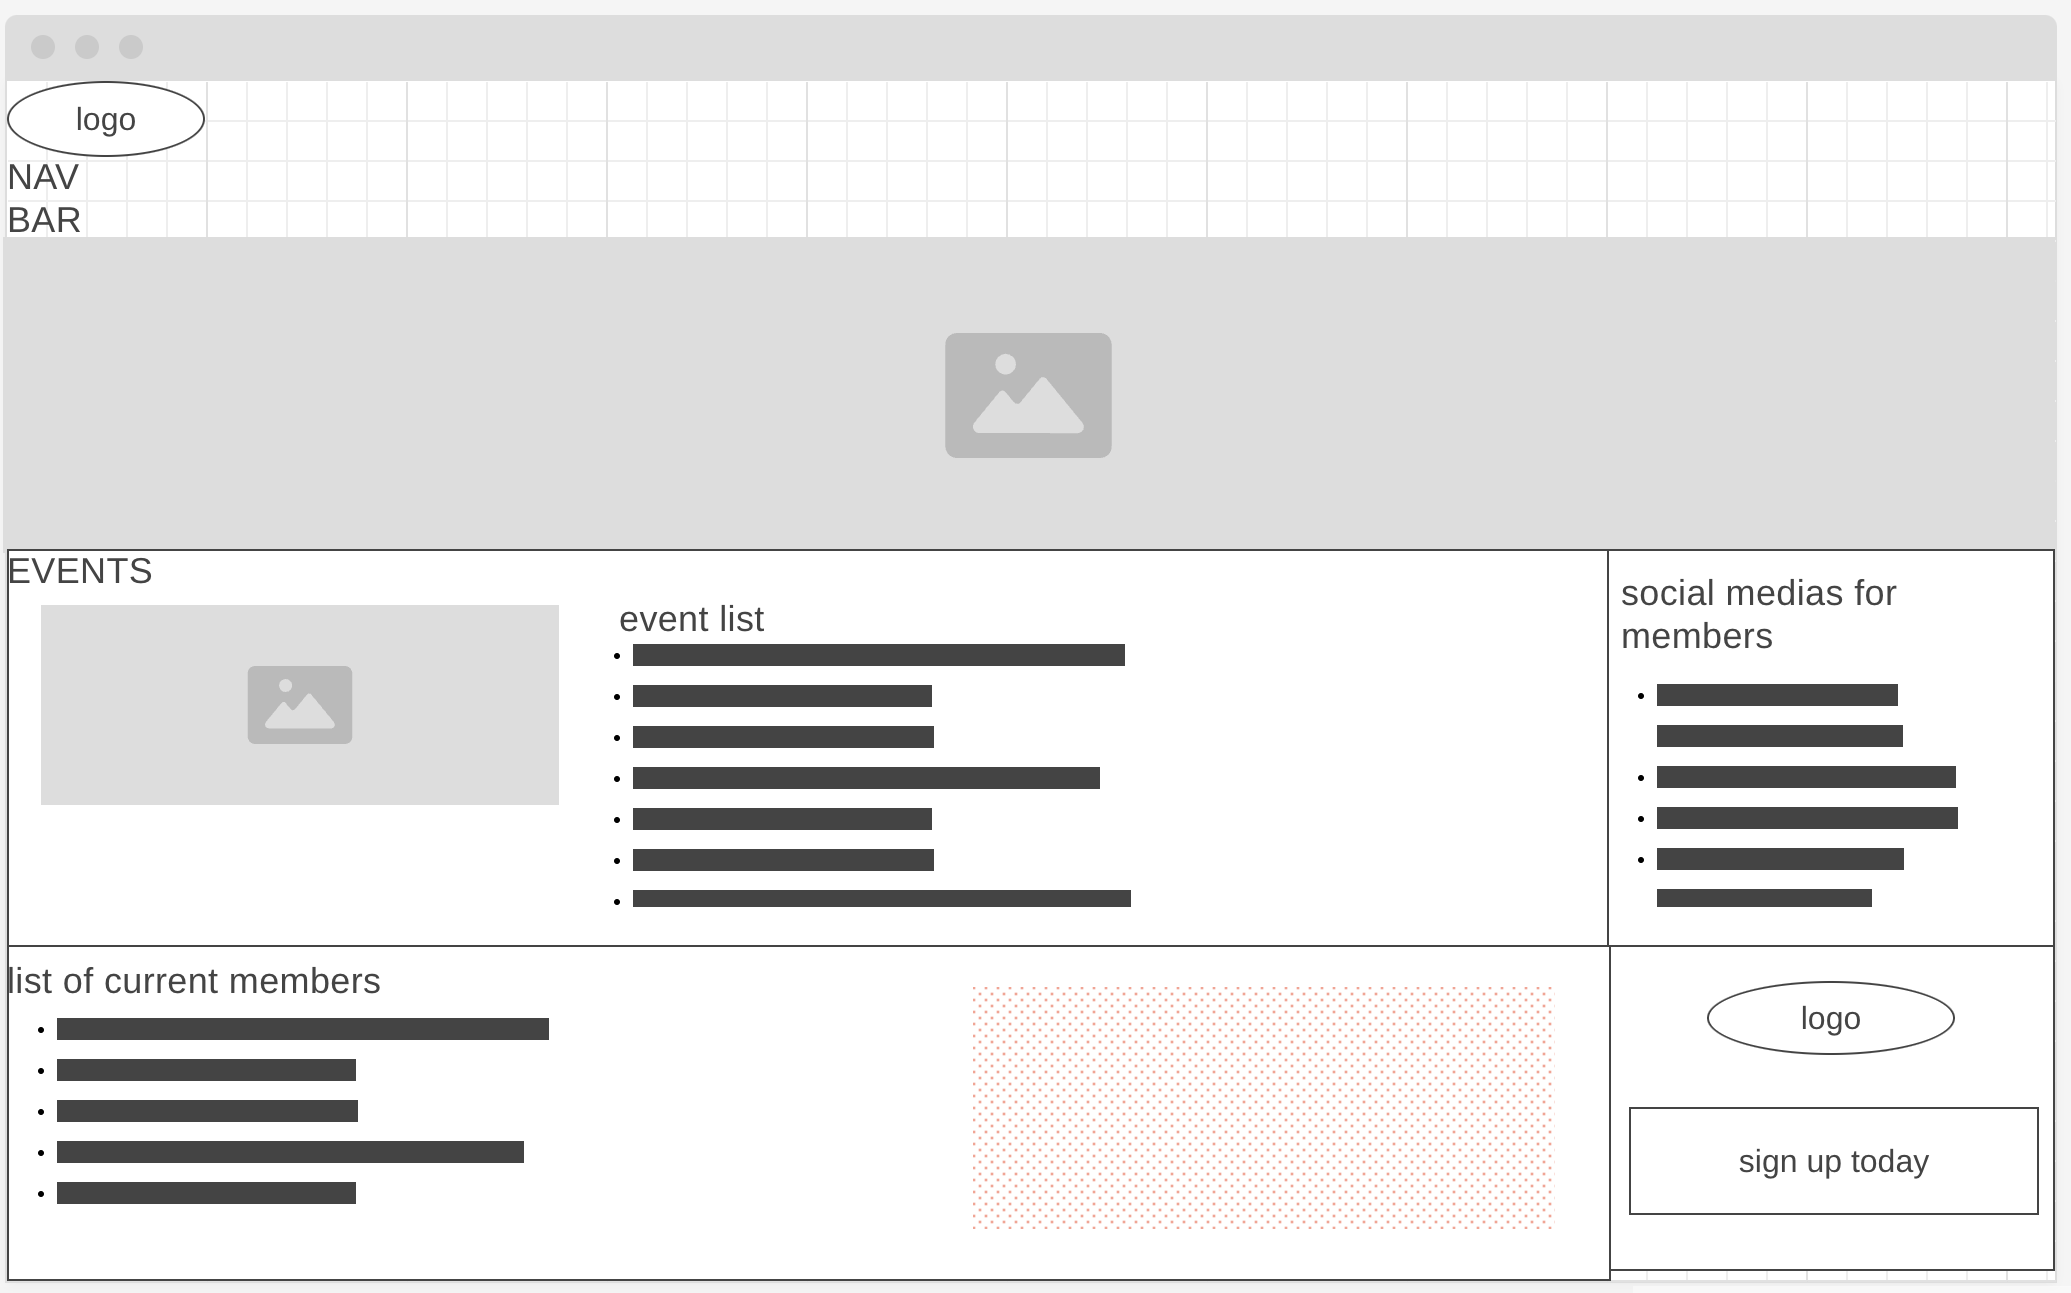 logo
NAV
BAR
EVENTS
event list
social medias for
members
list of current members
logo
sign up today